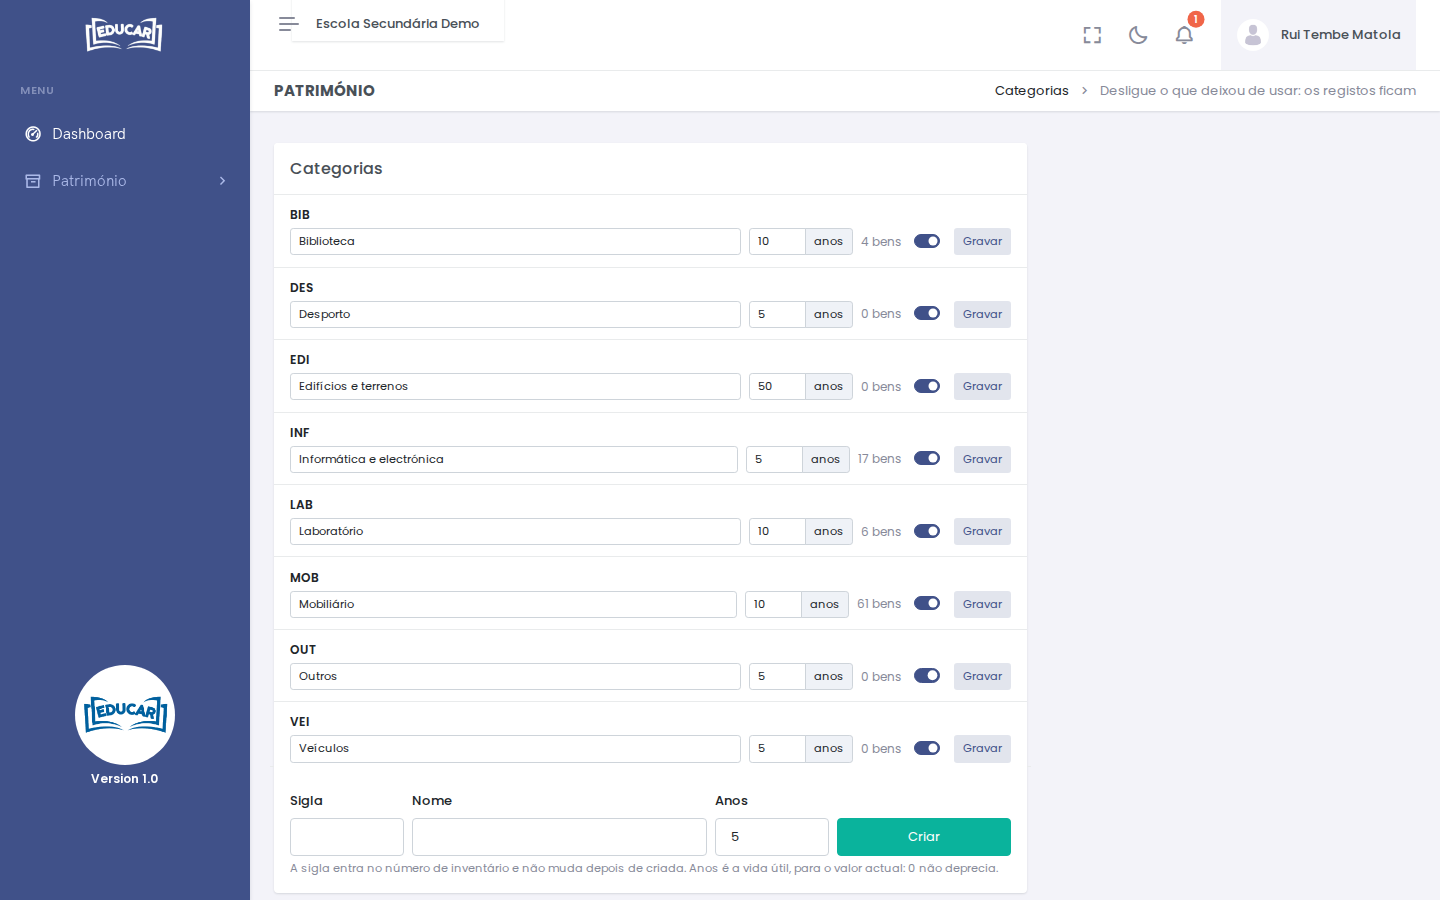 EDUCAR
Escola Secundária Demo
1
Rui Tembe Matola
MENU
Dashboard
Património
PATRIMÓNIO
Categorias > Desligue o que deixou de usar: os registos ficam
Categorias
BIB
Biblioteca 10 anos 4 bens Gravar
DES
Desporto 5 anos 0 bens Gravar
EDI
Edifícios e terrenos 50 anos 0 bens Gravar
INF
Informática e electrónica 5 anos 17 bens Gravar
LAB
Laboratório 10 anos 6 bens Gravar
MOB
Mobiliário 10 anos 61 bens Gravar
OUT
Outros 5 anos 0 bens Gravar
VEI
Veículos 5 anos 0 bens Gravar
Sigla Nome Anos
5 Criar
A sigla entra no número de inventário e não muda depois de criada. Anos é a vida útil, para o valor actual: 0 não deprecia.
EDUCAR
Version 1.0